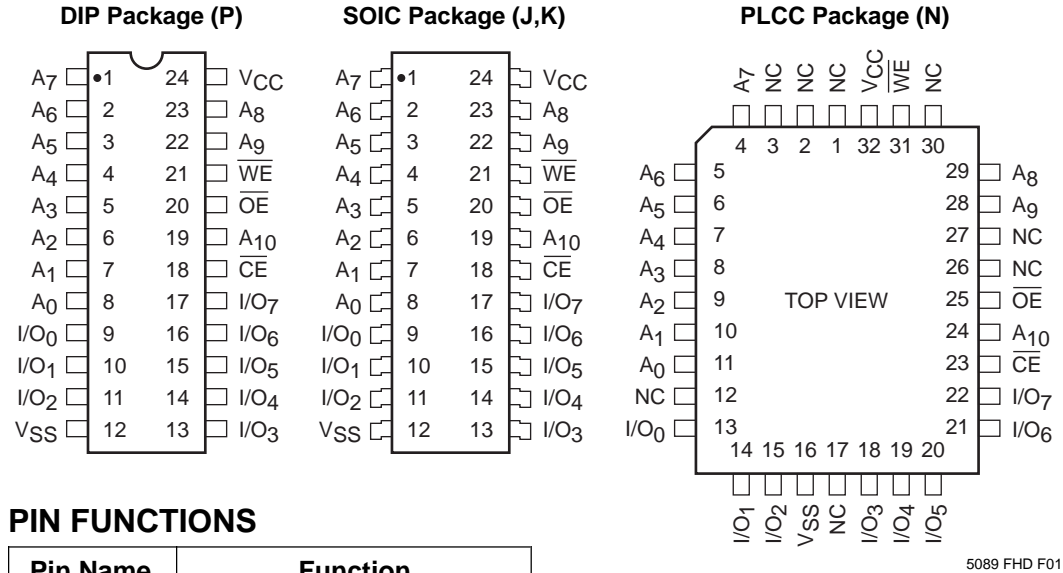 DIP Package (P)
SOIC Package (J,K)
PLCC Package (N)
A7 1 24 VCC
A6 2 23 A8
A5 3 22 A9
A4 4 21 WE
A3 5 20 OE
A2 6 19 A10
A1 7 18 CE
A0 8 17 I/O7
I/O0 9 16 I/O6
I/O1 10 15 I/O5
I/O2 11 14 I/O4
VSS 12 13 I/O3
A7 1 24 VCC
A6 2 23 A8
A5 3 22 A9
A4 4 21 WE
A3 5 20 OE
A2 6 19 A10
A1 7 18 CE
A0 8 17 I/O7
I/O0 9 16 I/O6
I/O1 10 15 I/O5
I/O2 11 14 I/O4
VSS 12 13 I/O3
A7 NC NC NC VCC WE NC
4 3 2 1 32 31 30
A6 5 29 A8
A5 6 28 A9
A4 7 27 NC
A3 8 26 NC
A2 9 TOP VIEW 25 OE
A1 10 24 A10
A0 11 23 CE
NC 12 22 I/O7
I/O0 13 21 I/O6
14 15 16 17 18 19 20
I/O1 I/O2 VSS NC I/O3 I/O4 I/O5
5089 FHD F01
PIN FUNCTIONS
Pin Name Function